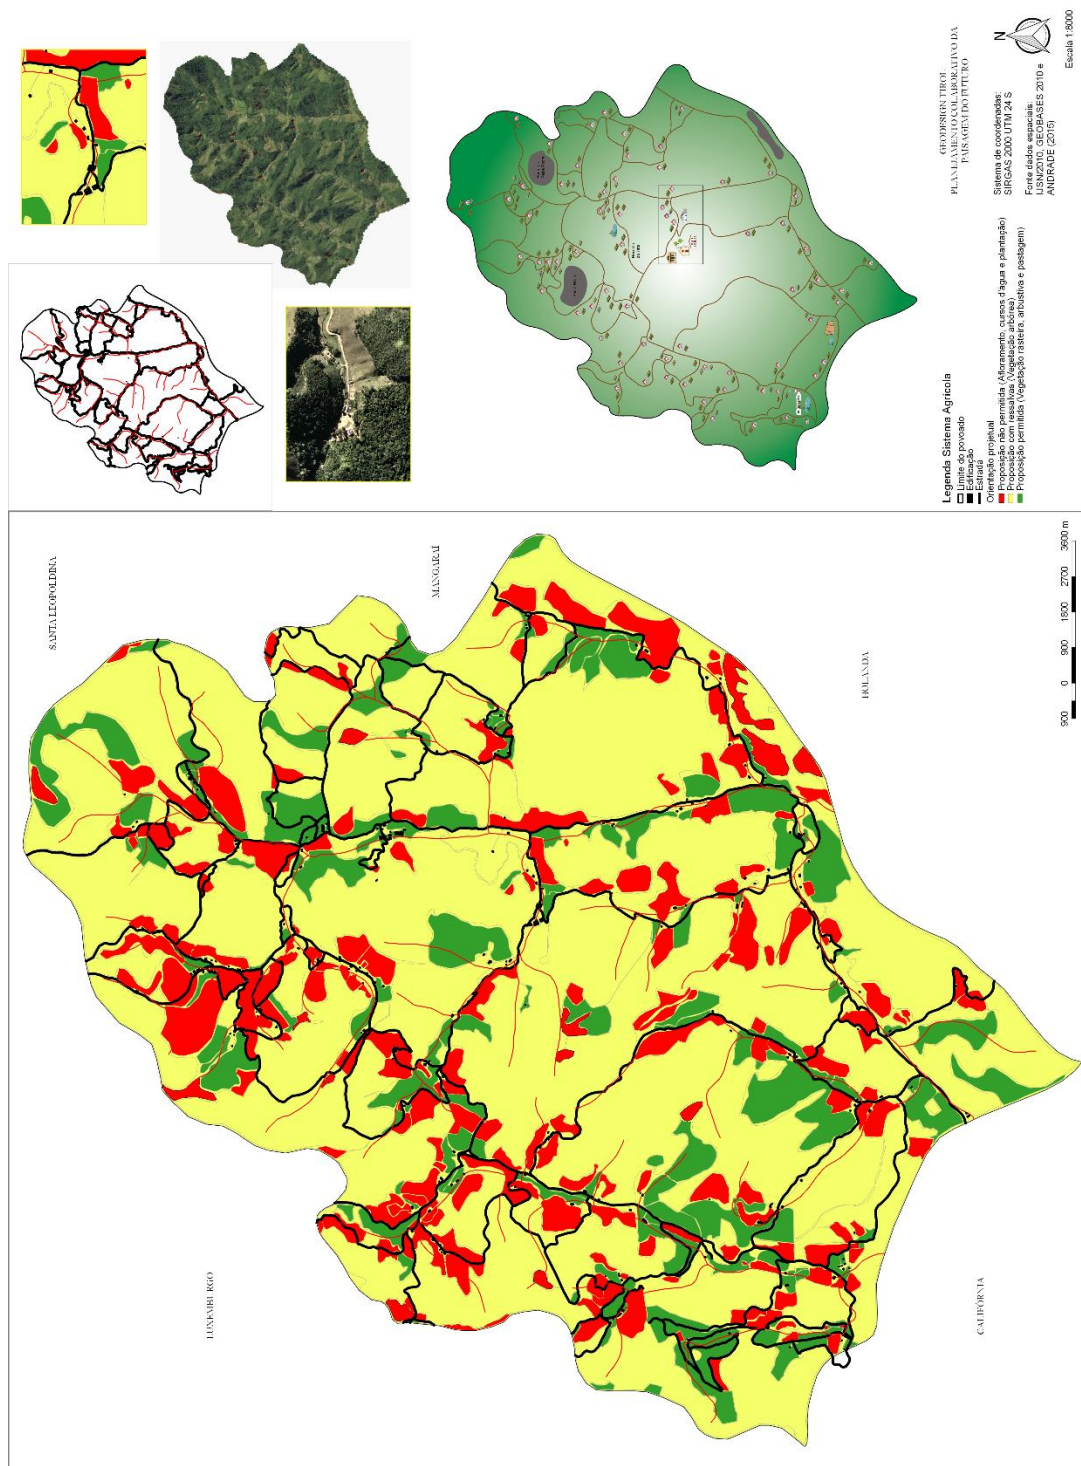 SANTA LEOPOLDINA
MANGARAÍ
HOLANDA
LUXEMBURGO
CALIFÓRNIA
900 0 900 1800 2700 3600 m
Legenda Sistema Agrícola
Limite do povoado
Edificação
Estrada
Orientação projetual
Proposição não permitida (Afloramento, cursos d'água e plantação)
Proposição com ressalvas (Vegetação arbórea)
Proposição permitida (Vegetação rasteira, arbustiva e pastagem)
GEODESIGN TIROL:
PLANEJAMENTO COLABORATIVO DA
PAISAGEM DO FUTURO
Sistema de coordenadas:
SIRGAS 2000 UTM 24 S
Fonte dados espaciais:
IJSN/2010, GEOBASES 2010 e
ANDRADE (2015)
N
Escala 1:8000